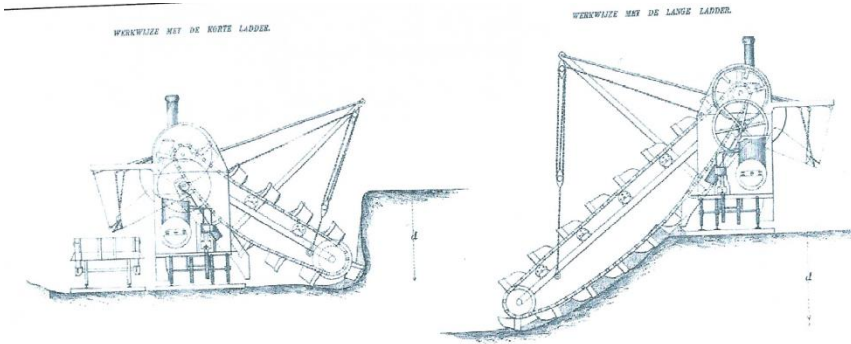 WERKWIJZE MET DE KORTE LADDER.
WERKWIJZE MET DE LANGE LADDER.
d
d